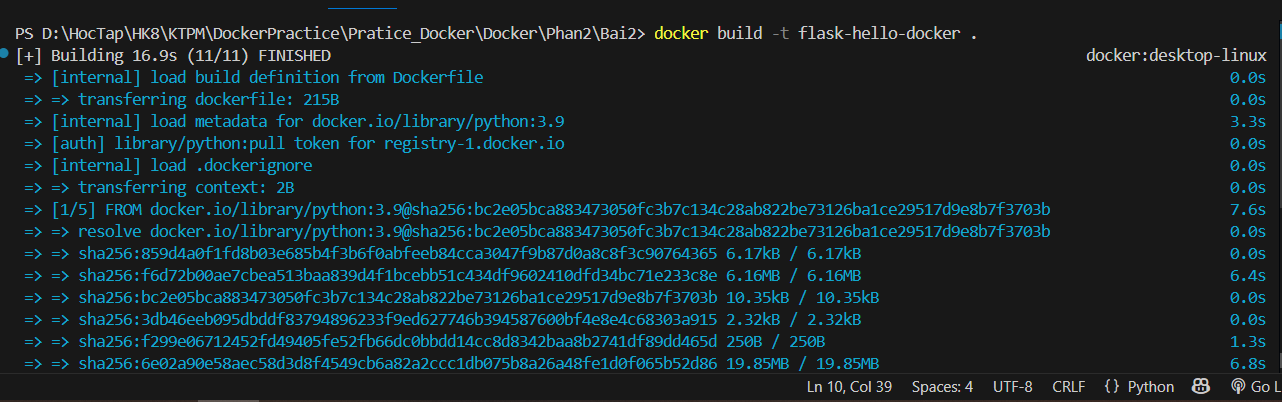 PS D:\HocTap\HK8\KTPM\DockerPractice\Pratice_Docker\Docker\Phan2\Bai2> docker build -t flask-hello-docker .
[+] Building 16.9s (11/11) FINISHED docker:desktop-linux
=> [internal] load build definition from Dockerfile 0.0s
=> => transferring dockerfile: 215B 0.0s
=> [internal] load metadata for docker.io/library/python:3.9 3.3s
=> [auth] library/python:pull token for registry-1.docker.io 0.0s
=> [internal] load .dockerignore 0.0s
=> => transferring context: 2B 0.0s
=> [1/5] FROM docker.io/library/python:3.9@sha256:bc2e05bca883473050fc3b7c134c28ab822be73126ba1ce29517d9e8b7f3703b 7.6s
=> => resolve docker.io/library/python:3.9@sha256:bc2e05bca883473050fc3b7c134c28ab822be73126ba1ce29517d9e8b7f3703b 0.0s
=> => sha256:859d4a0f1fd8b03e685b4f3b6f0abfeeb84cca3047f9b87d0a8c8f3c90764365 6.17kB / 6.17kB 0.0s
=> => sha256:f6d72b00ae7cbea513baa839d4f1bcebb51c434df9602410dfd34bc71e233c8e 6.16MB / 6.16MB 6.4s
=> => sha256:bc2e05bca883473050fc3b7c134c28ab822be73126ba1ce29517d9e8b7f3703b 10.35kB / 10.35kB 0.0s
=> => sha256:3db46eeb095dbddf83794896233f9ed627746b394587600bf4e8e4c68303a915 2.32kB / 2.32kB 0.0s
=> => sha256:f299e06712452fd49405fe52fb66dc0bbdd14cc8d8342baa8b2741df89dd465d 250B / 250B 1.3s
=> => sha256:6e02a90e58aec58d3d8f4549cb6a82a2ccc1db075b8a26a48fe1d0f065b52d86 19.85MB / 19.85MB 6.8s
Ln 10, Col 39 Spaces: 4 UTF-8 CRLF {} Python Go L